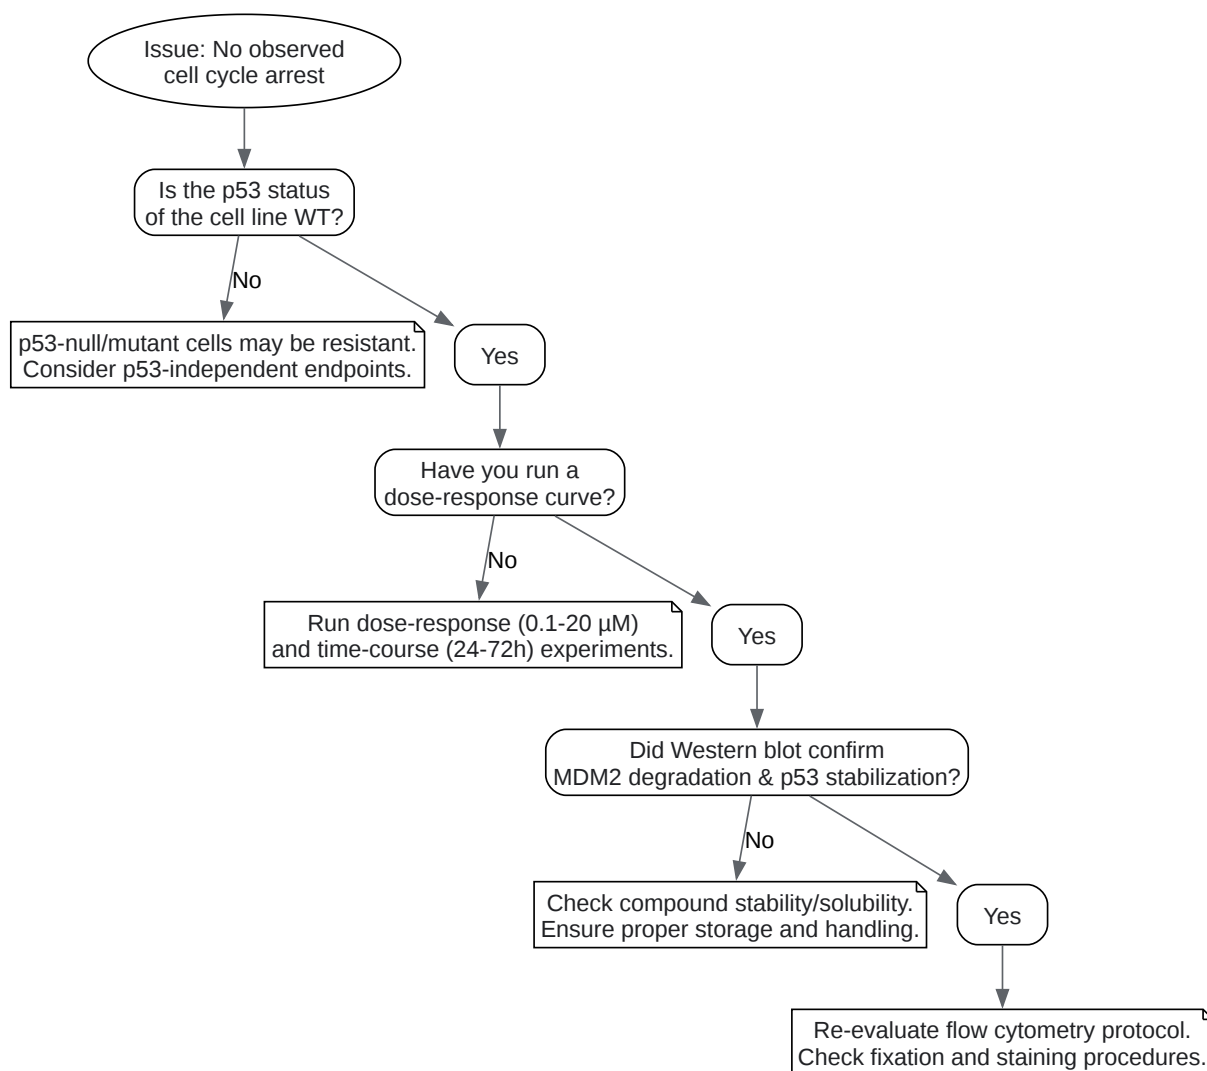 Issue: No observed
cell cycle arrest
Is the p53 status
of the cell line WT?
No
p53-null/mutant cells may be resistant.
Consider p53-independent endpoints.
Yes
Have you run a
dose-response curve?
No
Run dose-response (0.1-20 µM)
and time-course (24-72h) experiments.
Yes
Did Western blot confirm
MDM2 degradation & p53 stabilization?
No
Check compound stability/solubility.
Ensure proper storage and handling.
Yes
Re-evaluate flow cytometry protocol.
Check fixation and staining procedures.